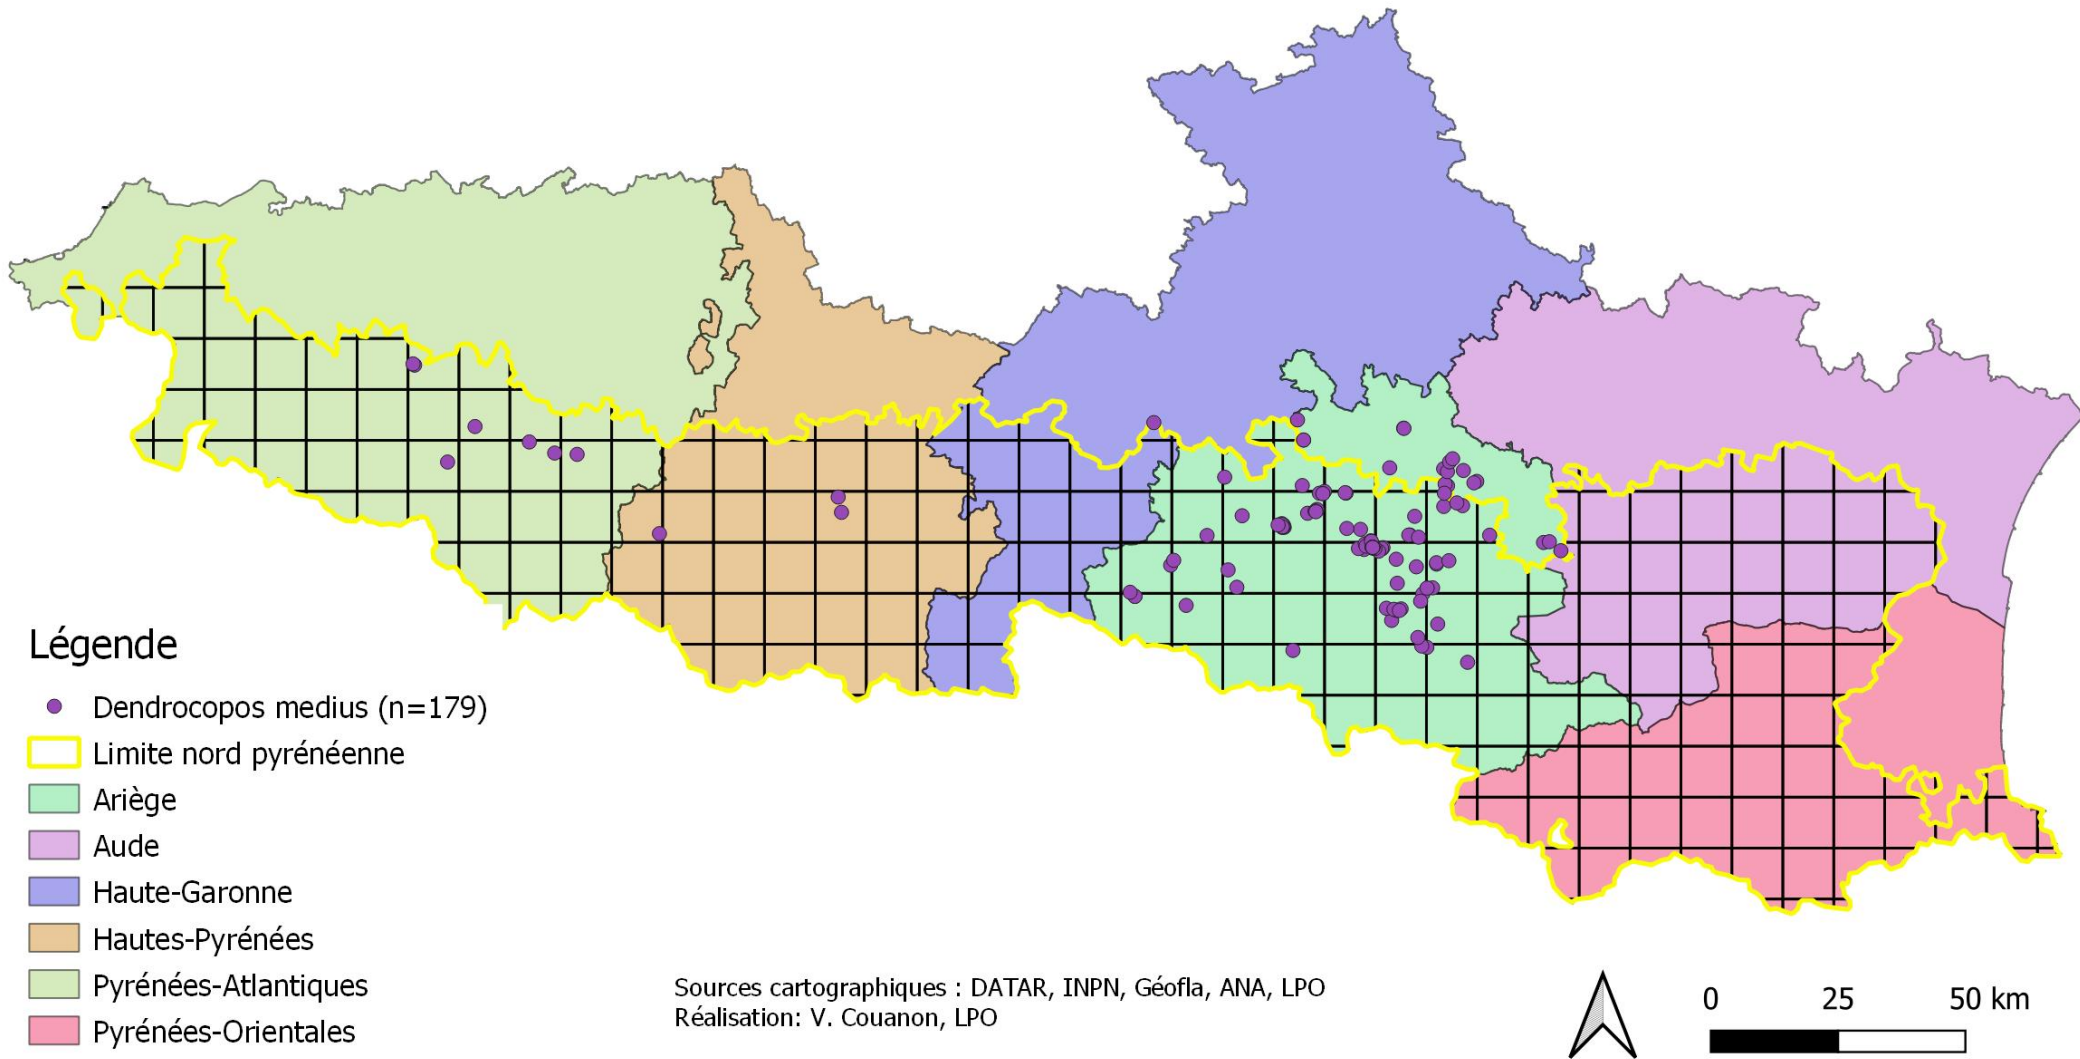 Légende
Dendrocopos medius (n=179)
Limite nord pyrénéenne
Ariège
Aude
Haute-Garonne
Hautes-Pyrénées
Pyrénées-Atlantiques
Pyrénées-Orientales
Sources cartographiques : DATAR, INPN, Géofla, ANA, LPO
Réalisation: V. Couanon, LPO
0 25 50 km